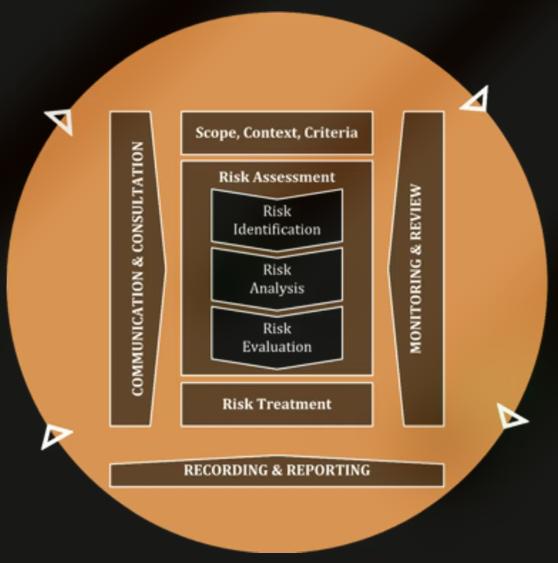 Scope, Context, Criteria
Risk Assessment
Risk
Identification
Risk
Analysis
Risk
Evaluation
Risk Treatment
COMMUNICATION & CONSULTATION
MONITORING & REVIEW
RECORDING & REPORTING